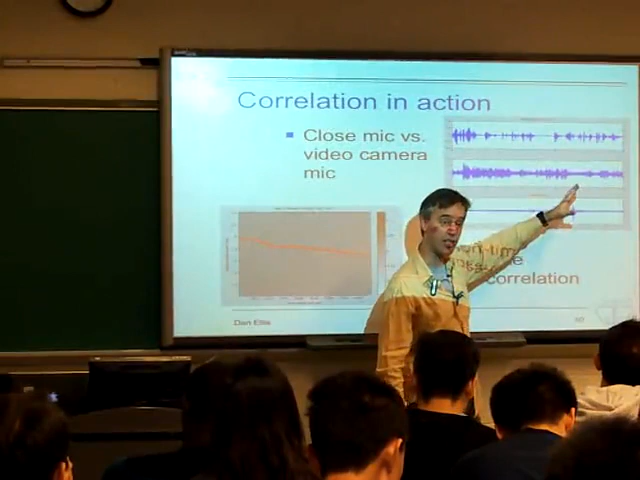 Correlation in action
Close mic vs.
video camera
mic
correlation
Dan Ellis